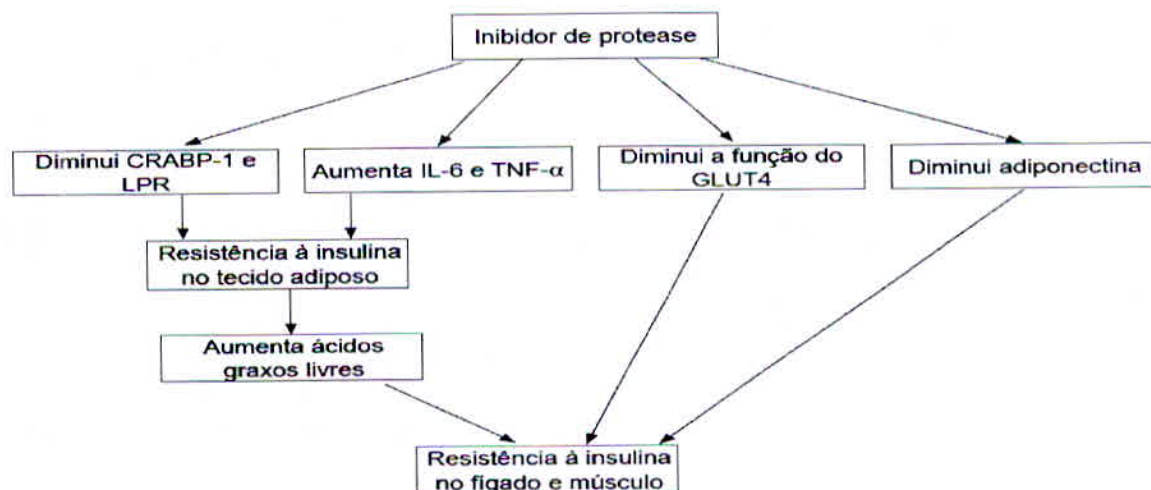 Inibidor de protease
Diminui CRABP-1 e
LPR
Aumenta IL-6 e TNF-α
Diminui a função do
GLUT4
Diminui adiponectina
Resistência à insulina
no tecido adiposo
Aumenta ácidos
graxos livres
Resistência à insulina
no fígado e músculo